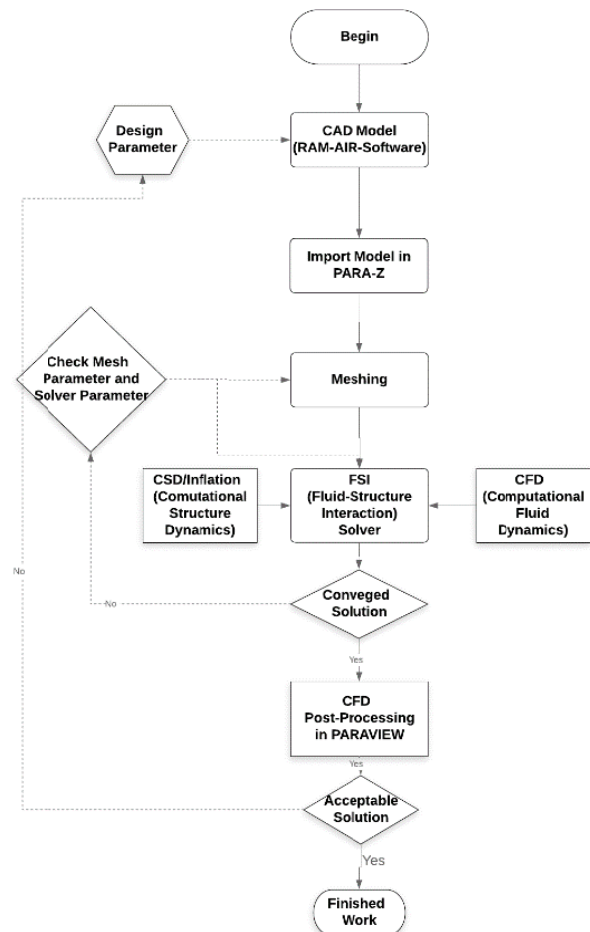 Begin
Design
Parameter
CAD Model
(RAM-AIR-Software)
Import Model in
PARA-Z
Check Mesh
Parameter and
Solver Parameter
Meshing
CSD/Inflation
(Comutational
Structure
Dynamics)
FSI
(Fluid-Structure
Interaction)
Solver
CFD
(Computational
Fluid
Dynamics)
No
No
Conveged
Solution
Yes
CFD
Post-Processing
in PARAVIEW
Yes
Acceptable
Solution
Yes
Finished
Work